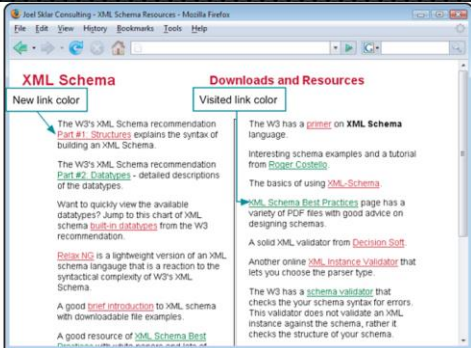 Joel Sklar Consulting - XML Schema Resources - Mozilla Firefox
File Edit View History Bookmarks Tools Help
XML Schema
New link color
The W3's XML Schema recommendation
Part #1: Structures explains the syntax of
building an XML Schema.
The W3's XML Schema recommendation
Part #2: Datatypes - detailed descriptions
of the datatypes.
Want to quickly view the available
datatypes? Jump to this chart of XML
schema built-in datatypes from the W3
recommendation.
Relax NG is a lightweight version of an XML
schema langauge that is a reaction to the
syntactical complexity of W3's XML
Schema.
A good brief introduction to XML schema
with downloadable file examples.
A good resource of XML Schema Best
Practices with white papers and lots of
Downloads and Resources
Visited link color
The W3 has a primer on XML Schema
language.
Interesting schema examples and a tutorial
from Roger Costello.
The basics of using XML-Schema.
XML Schema Best Practices page has a
variety of PDF files with good advice on
designing schemas.
A solid XML validator from Decision Soft.
Another online XML Instance Validator that
lets you choose the parser type.
The W3 has a schema validator that
checks your schema syntax for errors.
This validator does not validate an XML
instance against the schema, rather it
checks the structure of your schema.